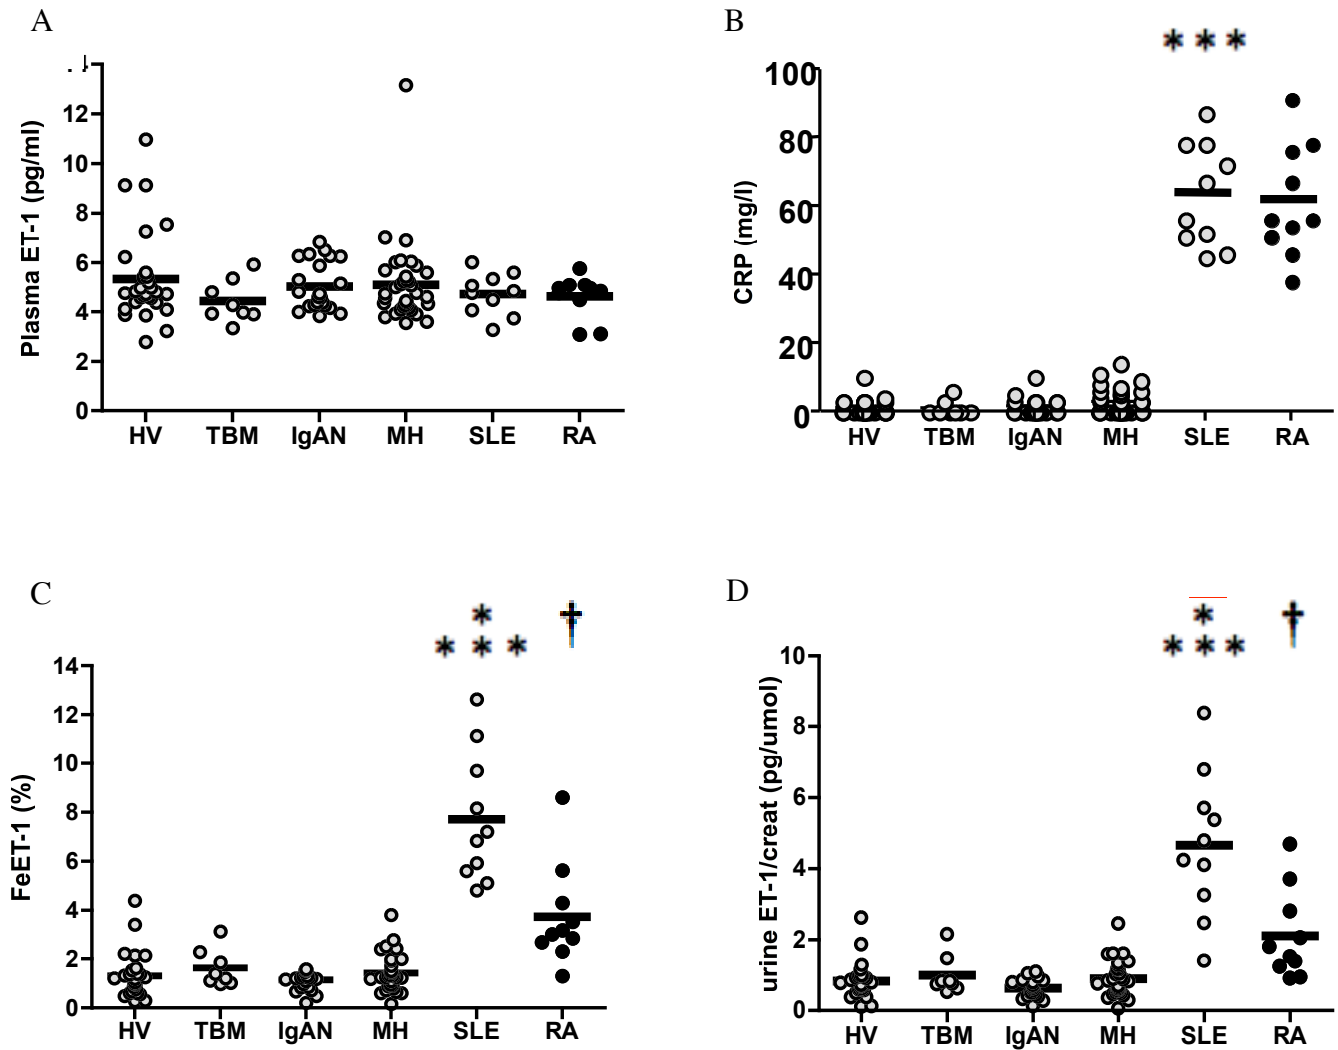 A
Plasma ET-1 (pg/ml)
12
10
8
6
4
2
0
HV TBM IgAN MH SLE RA
B
***
CRP (mg/l)
100
80
60
40
20
0
HV TBM IgAN MH SLE RA
C
* †
***
FeET-1 (%)
14
12
10
8
6
4
2
0
HV TBM IgAN MH SLE RA
D
* †
***
urine ET-1/creat (pg/umol)
10
8
6
4
2
0
HV TBM IgAN MH SLE RA